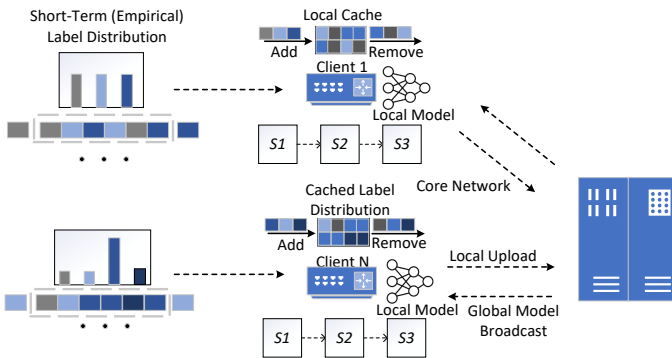 Short-Term (Empirical)
Label Distribution
Local Cache
Add
Remove
Client 1
Local Model
S1
S2
S3
Core Network
Cached Label
Distribution
Add
Remove
Client N
Local Model
S1
S2
S3
Local Upload
Global Model
Broadcast